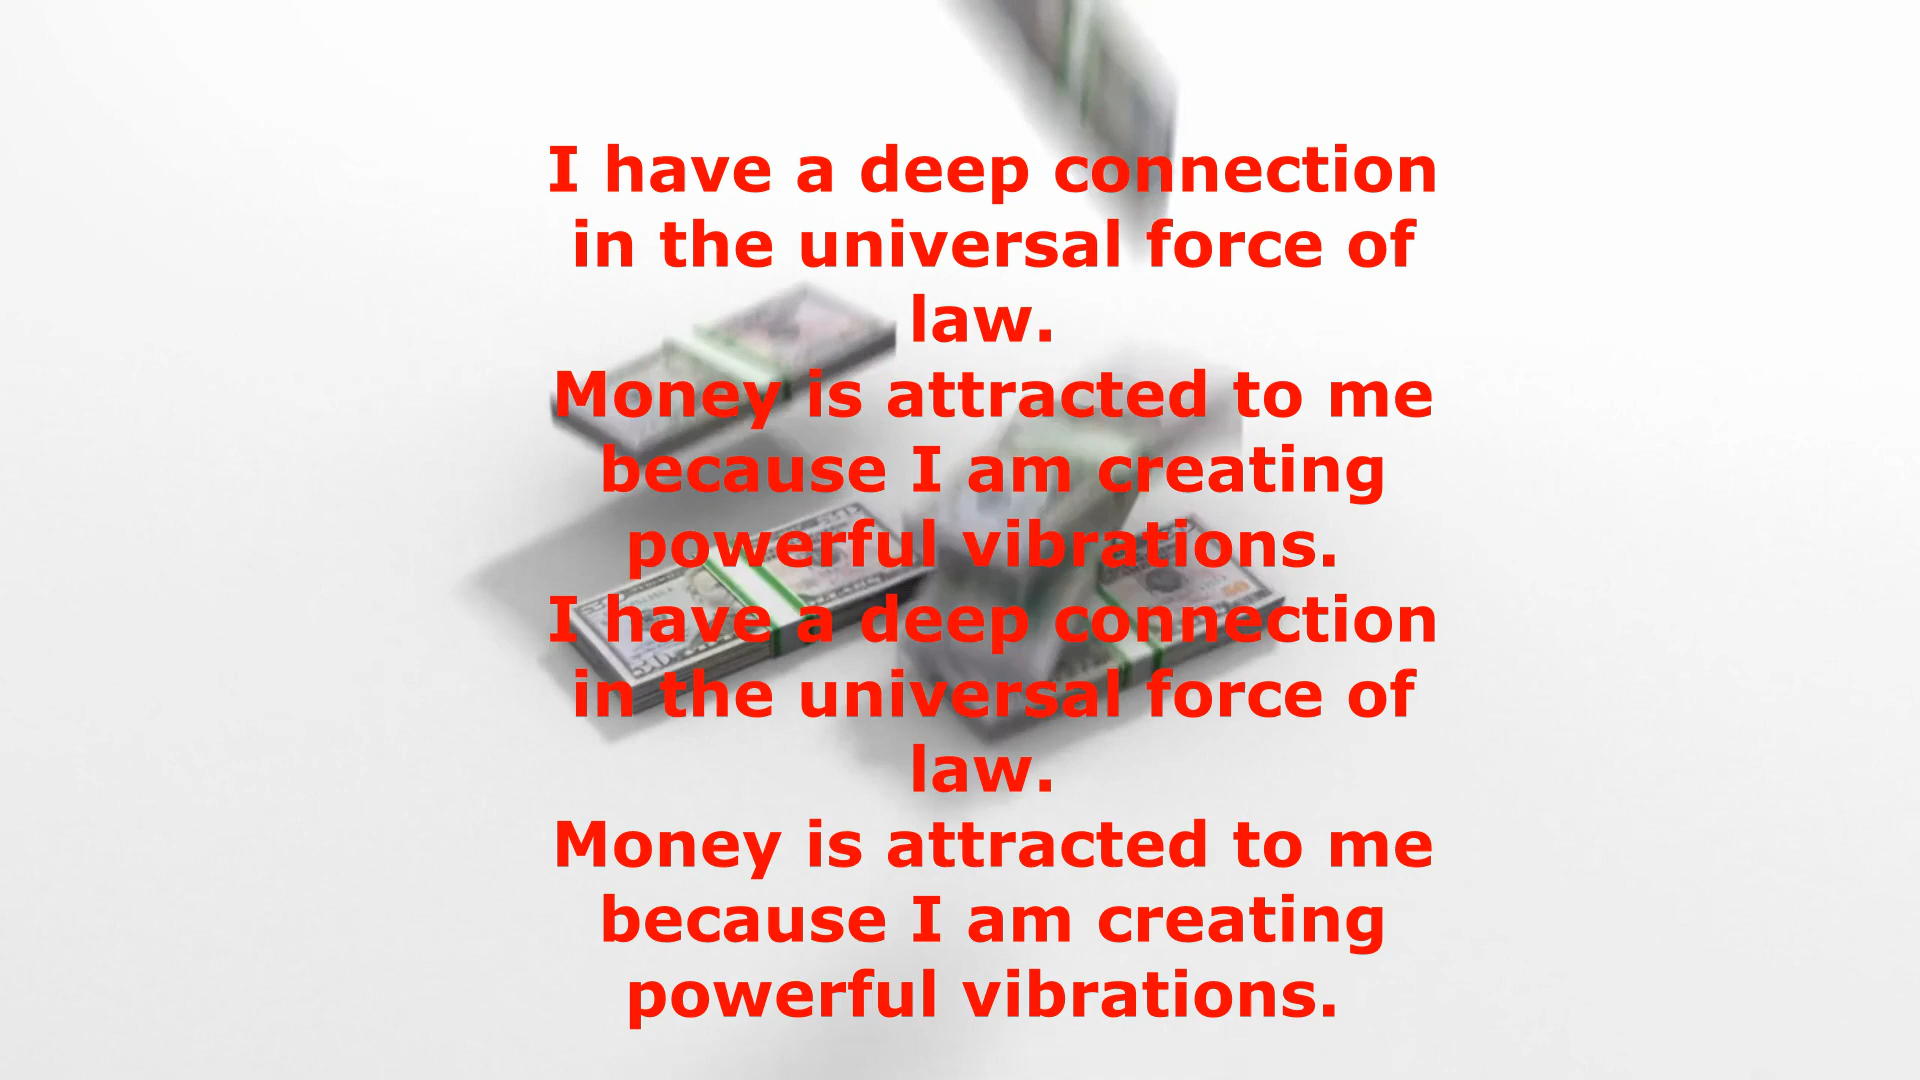 I have a deep connection
in the universal force of
law.
Money is attracted to me
because I am creating
powerful vibrations.
I have a deep connection
in the universal force of
law.
Money is attracted to me
because I am creating
powerful vibrations.